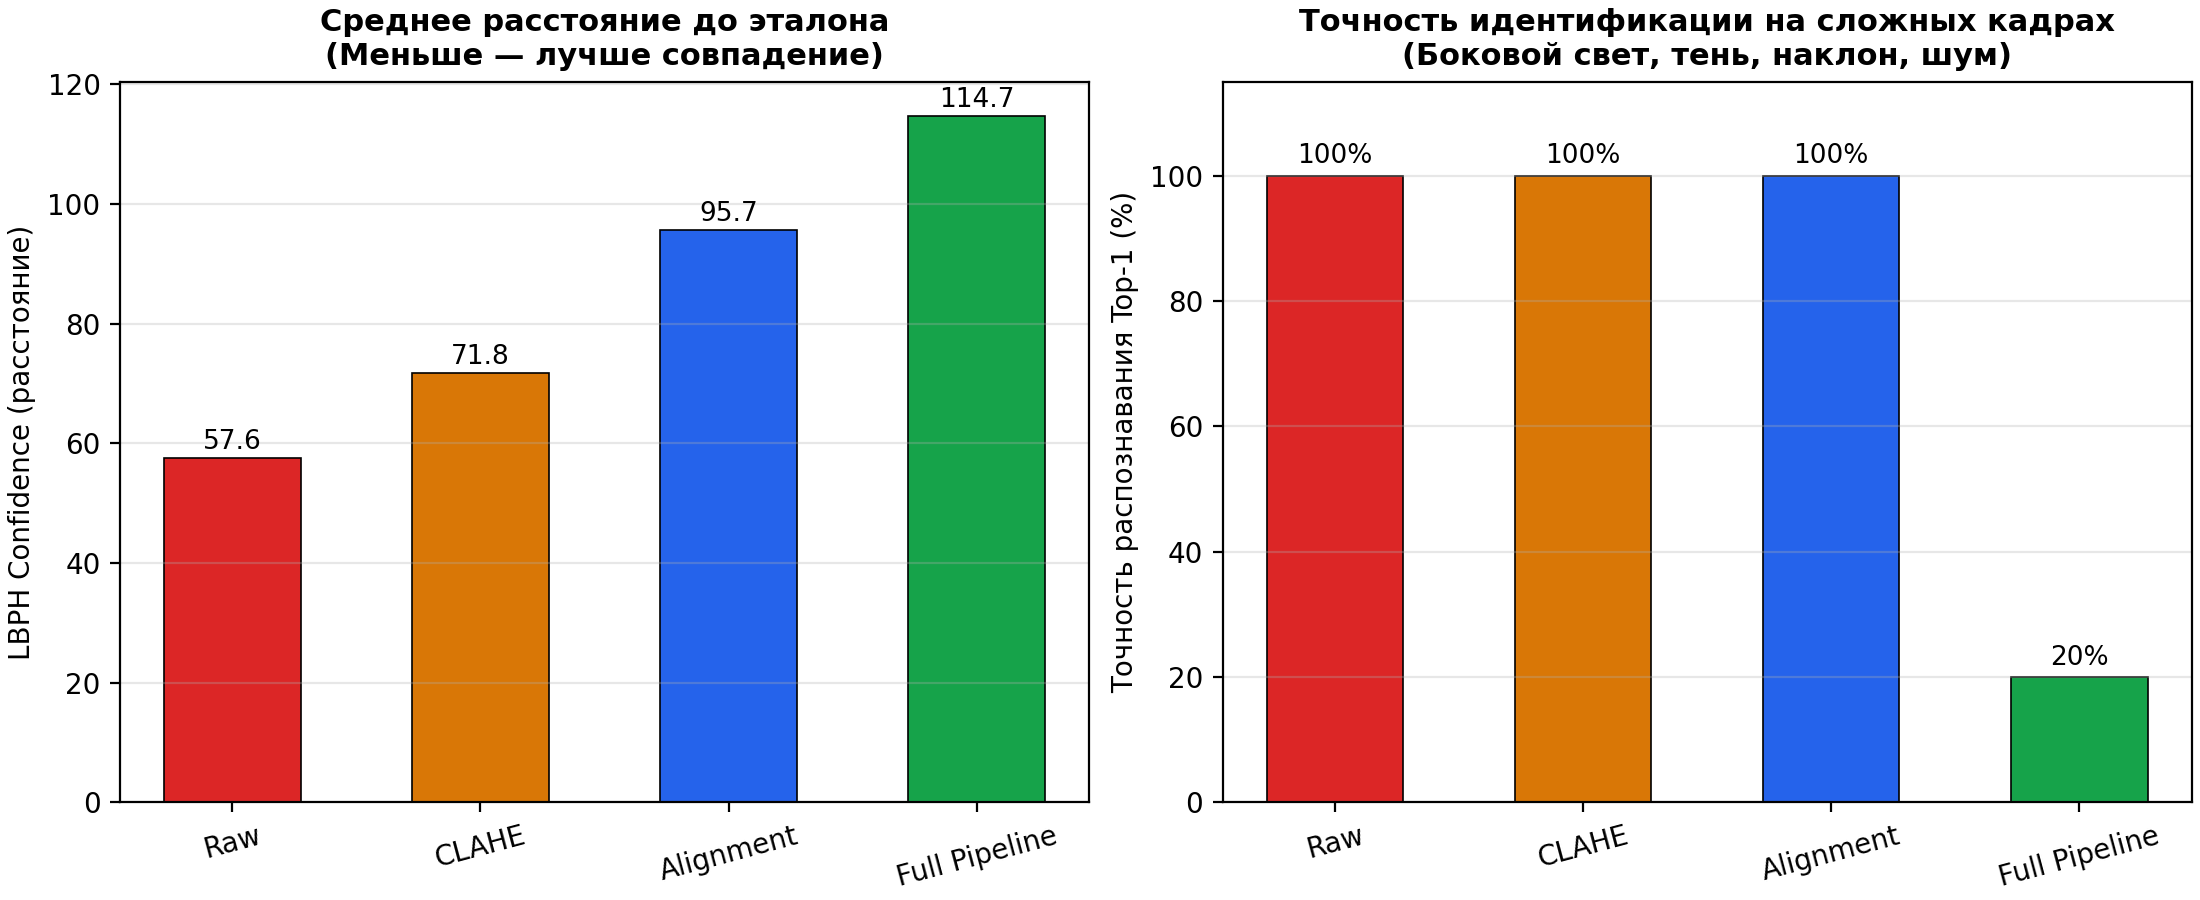 Среднее расстояние до эталона
(Меньше — лучше совпадение)
LBPH Confidence (расстояние)
120
100
80
60
40
20
0
57.6
71.8
95.7
114.7
Raw
CLAHE
Alignment
Full Pipeline
Точность идентификации на сложных кадрах
(Боковой свет, тень, наклон, шум)
Точность распознавания Top-1 (%)
100
80
60
40
20
0
100%
100%
100%
20%
Raw
CLAHE
Alignment
Full Pipeline